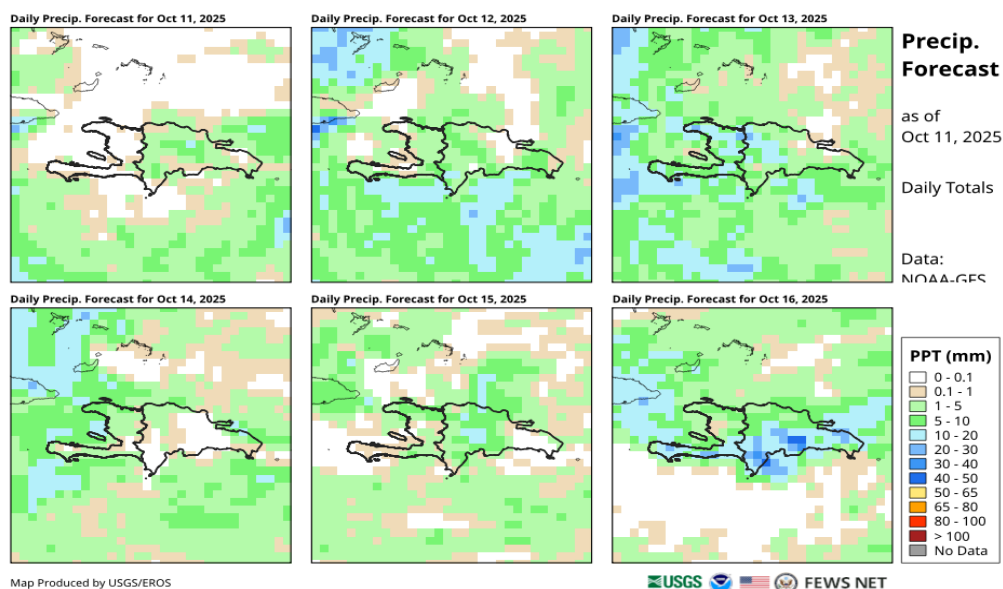 Daily Precip. Forecast for Oct 11, 2025
Daily Precip. Forecast for Oct 12, 2025
Daily Precip. Forecast for Oct 13, 2025
Precip.
Forecast
as of
Oct 11, 2025
Daily Totals
Data:
NOAA-GFS
Daily Precip. Forecast for Oct 14, 2025
Daily Precip. Forecast for Oct 15, 2025
Daily Precip. Forecast for Oct 16, 2025
PPT (mm)
0 - 0.1
0.1 - 1
1 - 5
5 - 10
10 - 20
20 - 30
30 - 40
40 - 50
50 - 65
65 - 80
80 - 100
> 100
No Data
Map Produced by USGS/EROS
USGS
FEWS NET